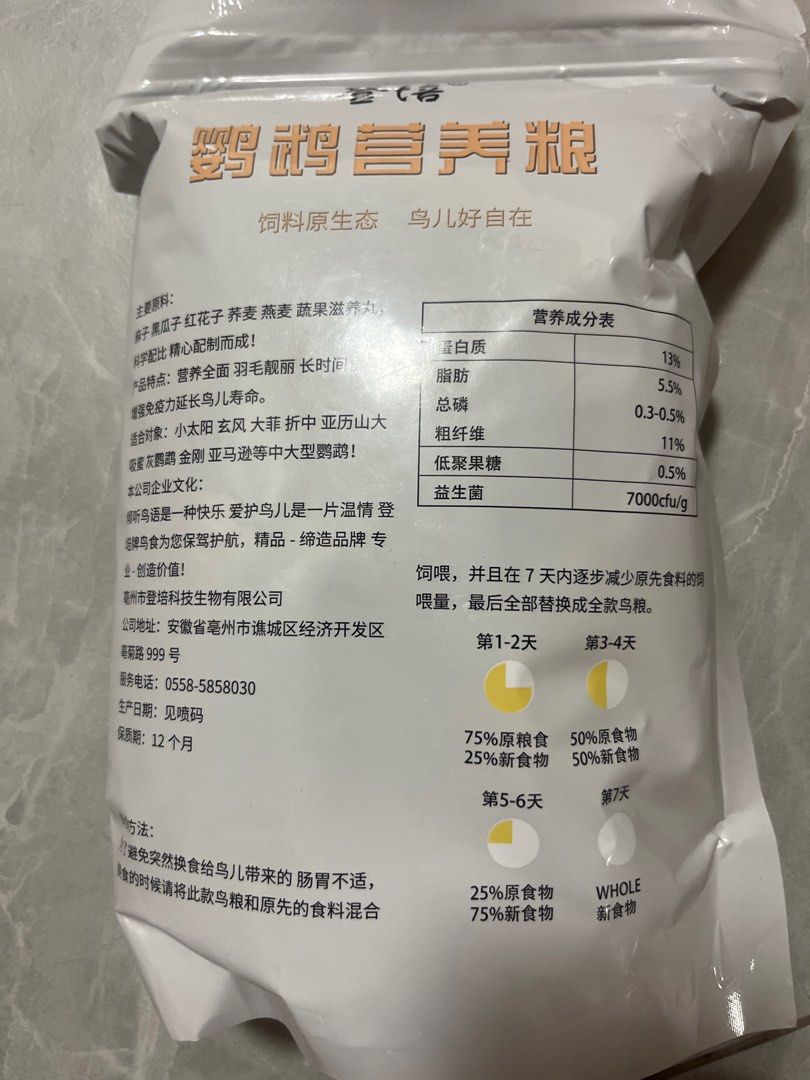 鹦鹉营养粮
饲料原生态 鸟儿好自在
主要原料:
麻子 黑瓜子 红花子 荞麦 燕麦 蔬果滋养丸,
科学配比 精心配制而成!
产品特点: 营养全面 羽毛靓丽 长时间
增强免疫力延长鸟儿寿命。
适合对象: 小太阳 玄风 大菲 折中 亚历山大
吸蜜 灰鹦鹉 金刚 亚马逊等中大型鹦鹉!
本公司企业文化:
倾听鸟语是一种快乐 爱护鸟儿是一片温情 登
培牌鸟食为您保驾护航, 精品 - 缔造品牌 专
业 - 创造价值!
亳州市登培科技生物有限公司
公司地址: 安徽省亳州市谯城区经济开发区
亳菊路 999 号
服务电话: 0558-5858030
生产日期: 见喷码
保质期: 12 个月
方法:
了避免突然换食给鸟儿带来的 肠胃不适,
换食的时候请将此款鸟粮和原先的食料混合
营养成分表
蛋白质 13%
脂肪 5.5%
总磷 0.3-0.5%
粗纤维 11%
低聚果糖 0.5%
益生菌 7000cfu/g
饲喂, 并且在 7 天内逐步减少原先食料的饲
喂量, 最后全部替换成全款鸟粮。
第1-2天 第3-4天
75%原粮食 50%原食物
25%新食物 50%新食物
第5-6天 第7天
25%原食物 WHOLE
75%新食物 新食物